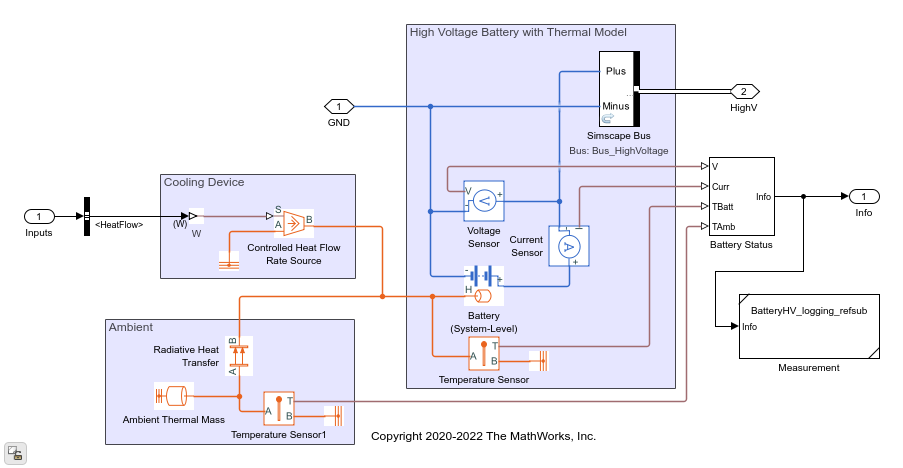 High Voltage Battery with Thermal Model
Plus
Minus
...
Simscape Bus
Bus: Bus_HighVoltage
2
HighV
1
GND
Cooling Device
1
Inputs
<HeatFlow>
(W)
W
S
A
B
Controlled Heat Flow
Rate Source
V
+
-
V
Voltage
Sensor
Current
Sensor
-
A
+
V
Curr
TBatt
TAmb
Info
Battery Status
1
Info
-
+
H
Battery
(System-Level)
BatteryHV_logging_refsub
Info
Measurement
Ambient
Radiative Heat
Transfer
B
A
A
T
B
Temperature Sensor
Ambient Thermal Mass
A
T
B
Temperature Sensor1
Copyright 2020-2022 The MathWorks, Inc.